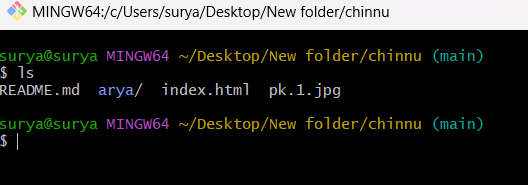 MINGW64:/c/Users/surya/Desktop/New folder/chinnu
surya@surya MINGW64 ~/Desktop/New folder/chinnu (main)
$ ls
README.md  arya/  index.html  pk.1.jpg
surya@surya MINGW64 ~/Desktop/New folder/chinnu (main)
$